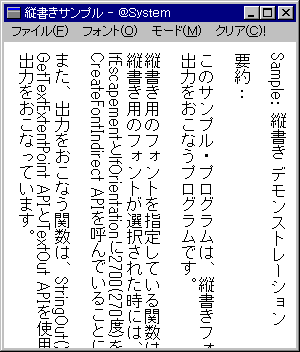 縦書きサンプル - @System
ファイル(F) フォント(O) モード(M) クリア(C)!
Sample: 縦書き デモンストレーション
要約：
このサンプル・プログラムは、縦書きフォ
出力をおこなうプログラムです。
縦書き用のフォントを指定している関数は
縦書き用のフォントが選択された時には、
lfEscapementとlfOrientationに2700(270度)を
CreateFontIndirect APIを呼んでいることに
また、出力をおこなう関数は、StringOutC
GetTextExtentPoint APIとTextOut APIを使用
出力をおこなっています。